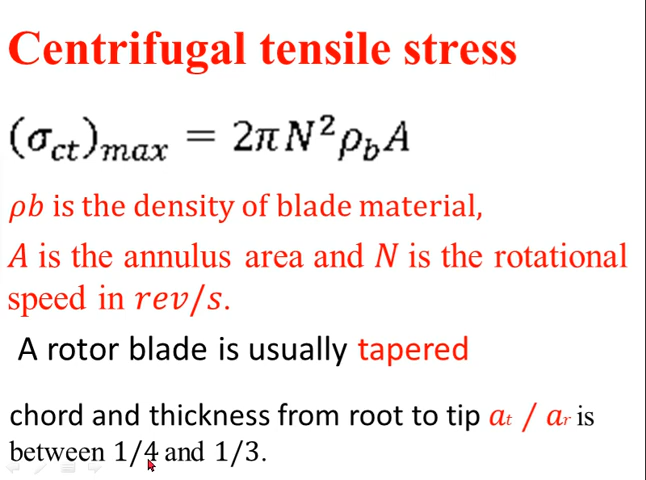 Centrifugal tensile stress
(σct)max = 2πN²ρbA
ρb is the density of blade material,
A is the annulus area and N is the rotational
speed in rev/s.
A rotor blade is usually tapered
chord and thickness from root to tip at / ar is
between 1/4 and 1/3.